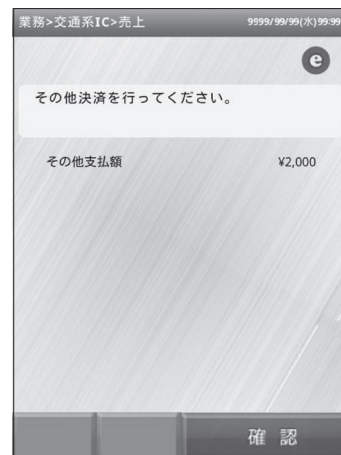 業務>交通系IC>売上 9999/99/99(水)99:99
e
その他決済を行ってください。
その他支払額 ¥2,000
確認